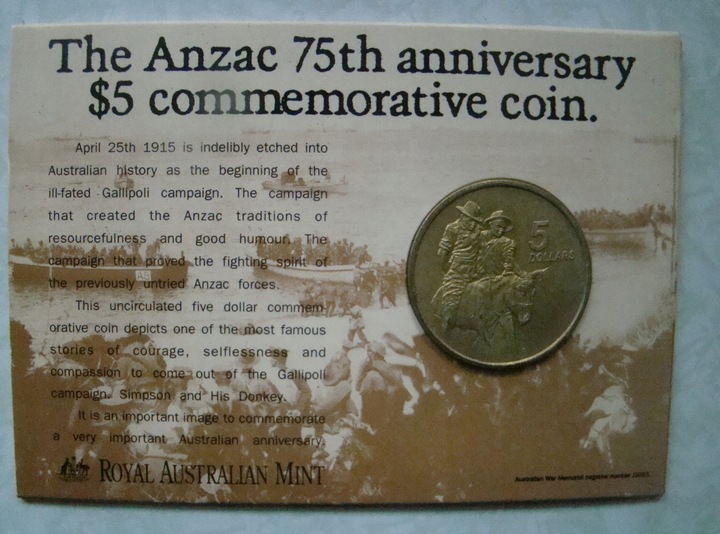 The Anzac 75th anniversary
$5 commemorative coin.
April 25th 1915 is indelibly etched into
Australian history as the beginning of the
ill-fated Gallipoli campaign. The campaign
that created the Anzac traditions of
resourcefulness and good humour. The
campaign that proved the fighting spirit of
the previously untried Anzac forces.
This uncirculated five dollar commem-
orative coin depicts one of the most famous
stories of courage, selflessness and
compassion to come out of the Gallipoli
campaign. Simpson and His Donkey.
It is an important image to commemorate
a very important Australian anniversary.
ROYAL AUSTRALIAN MINT
5
DOLLARS
Australian War Memorial negative number